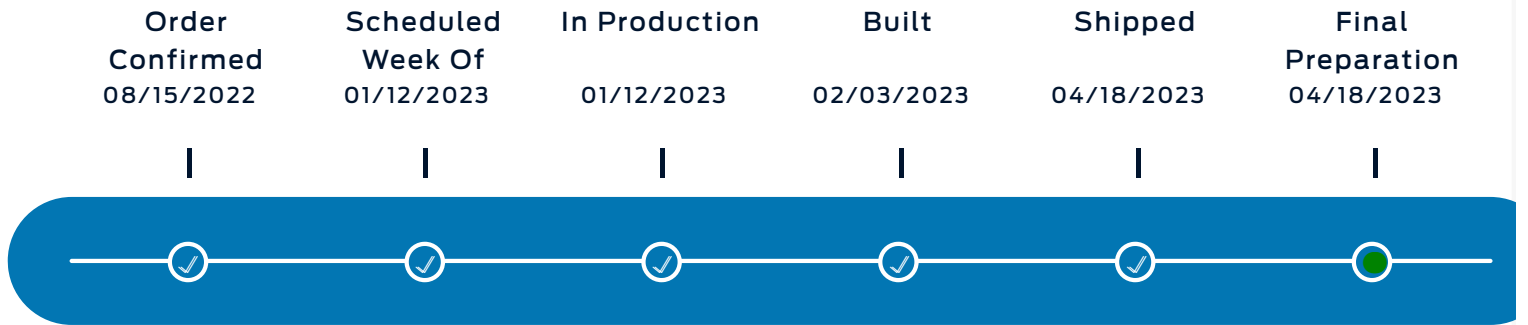 Order
Confirmed
08/15/2022
Scheduled
Week Of
01/12/2023
In Production
01/12/2023
Built
02/03/2023
Shipped
04/18/2023
Final
Preparation
04/18/2023